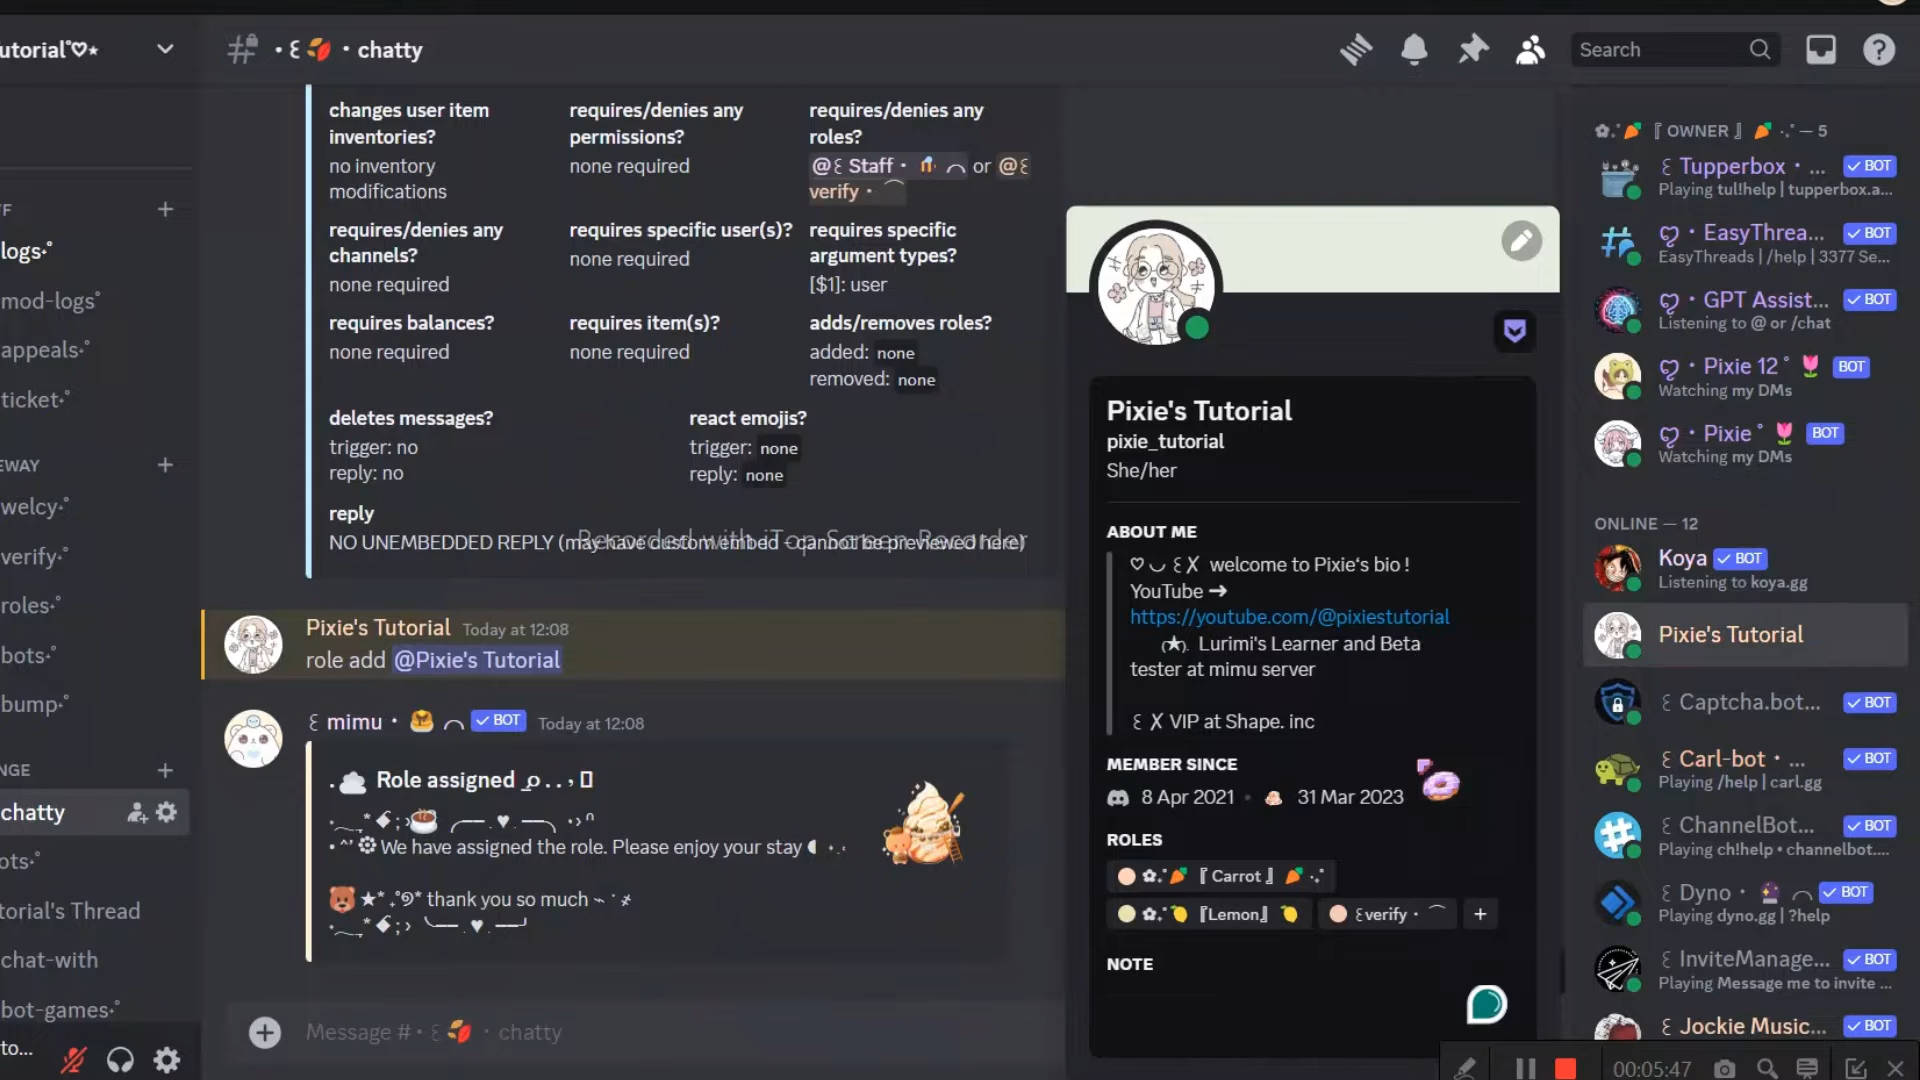 utorial°♡⋆
• ꒰ 🍂 • chatty
Search
F
logs·˚
mod-logs˚
appeals·˚
ticket·˚
EWAY
welcy·˚
verify·˚
roles·˚
bots·˚
bump·˚
NGE
chatty
ots·˚
torial's Thread
chat-with
bot-games·˚
to...
changes user item
inventories?
no inventory
modifications
requires/denies any
permissions?
none required
requires/denies any
roles?
@꒰ Staff • or @꒰
verify •
requires/denies any
channels?
none required
requires specific user(s)?
none required
requires specific
argument types?
[$1]: user
requires balances?
none required
requires item(s)?
none required
adds/removes roles?
added: none
removed: none
deletes messages?
trigger: no
reply: no
react emojis?
trigger: none
reply: none
reply
NO UNEMBEDDED REPLY (may have custom embed - cannot be previewed here)
Recorded with iTop Screen Recorder
Pixie's Tutorial Today at 12:08
role add @Pixie's Tutorial
꒰ mimu • 🥞 ✓ BOT Today at 12:08
Role assigned
We have assigned the role. Please enjoy your stay
thank you so much
Message # • ꒰ 🍂 • chatty
Pixie's Tutorial
pixie_tutorial
She/her
ABOUT ME
welcome to Pixie's bio !
YouTube ➜
https://youtube.com/@pixiestutorial
(★). Lurimi's Learner and Beta
tester at mimu server
꒰ X VIP at Shape. inc
MEMBER SINCE
8 Apr 2021 • 31 Mar 2023
ROLES
✿.˚🥕 『Carrot』 🥕
✿.˚🍋 『Lemon』 🍋
꒰verify • +
NOTE
✿.˚🥕 『OWNER』 🥕 — 5
꒰ Tupperbox • ... ✓ BOT
Playing tul!help | tupperbox.a...
ღ • EasyThrea... ✓ BOT
EasyThreads | /help | 3377 Se...
ღ • GPT Assist... ✓ BOT
Listening to @ or /chat
ღ • Pixie 12 ˚ 🌷 BOT
Watching my DMs
ღ • Pixie ˚ 🌷 BOT
Watching my DMs
ONLINE — 12
Koya ✓ BOT
Listening to koya.gg
Pixie's Tutorial
꒰ Captcha.bot... ✓ BOT
꒰ Carl-bot • ... ✓ BOT
Playing /help | carl.gg
꒰ ChannelBot... ✓ BOT
Playing ch!help • channelbot....
꒰ Dyno • 🔮 ✓ BOT
Playing dyno.gg | ?help
꒰ InviteManage... ✓ BOT
Playing Message me to invite ...
꒰ Jockie Music... ✓ BOT
00:05:47